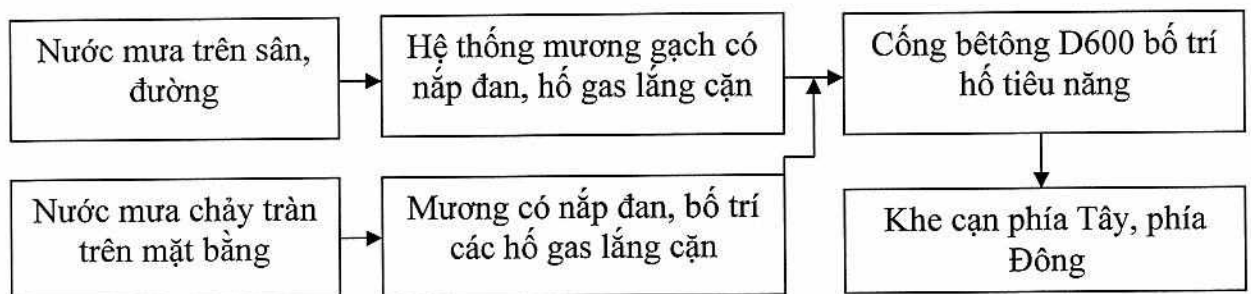 Nước mưa trên sân,
đường
Hệ thống mương gạch có
nắp đan, hố gas lắng cặn
Cống bêtông D600 bố trí
hố tiêu năng
Nước mưa chảy tràn
trên mặt bằng
Mương có nắp đan, bố trí
các hố gas lắng cặn
Khe cạn phía Tây, phía
Đông